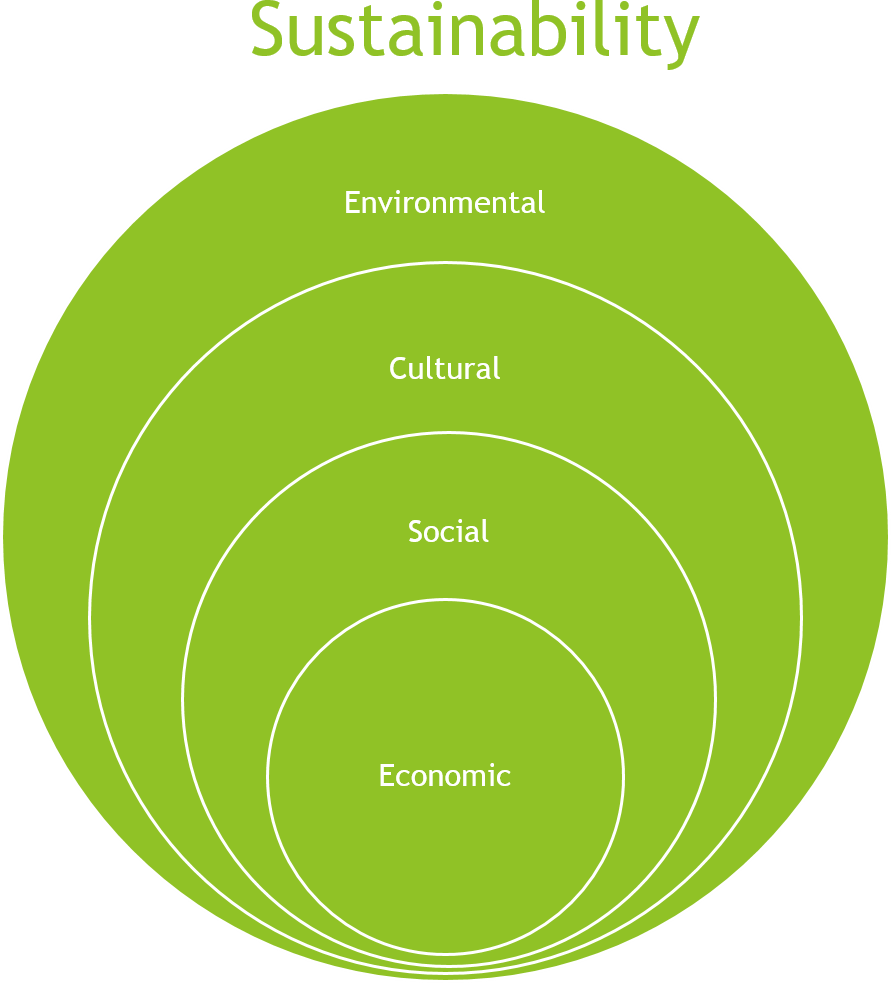 Sustainability
Environmental
Cultural
Social
Economic